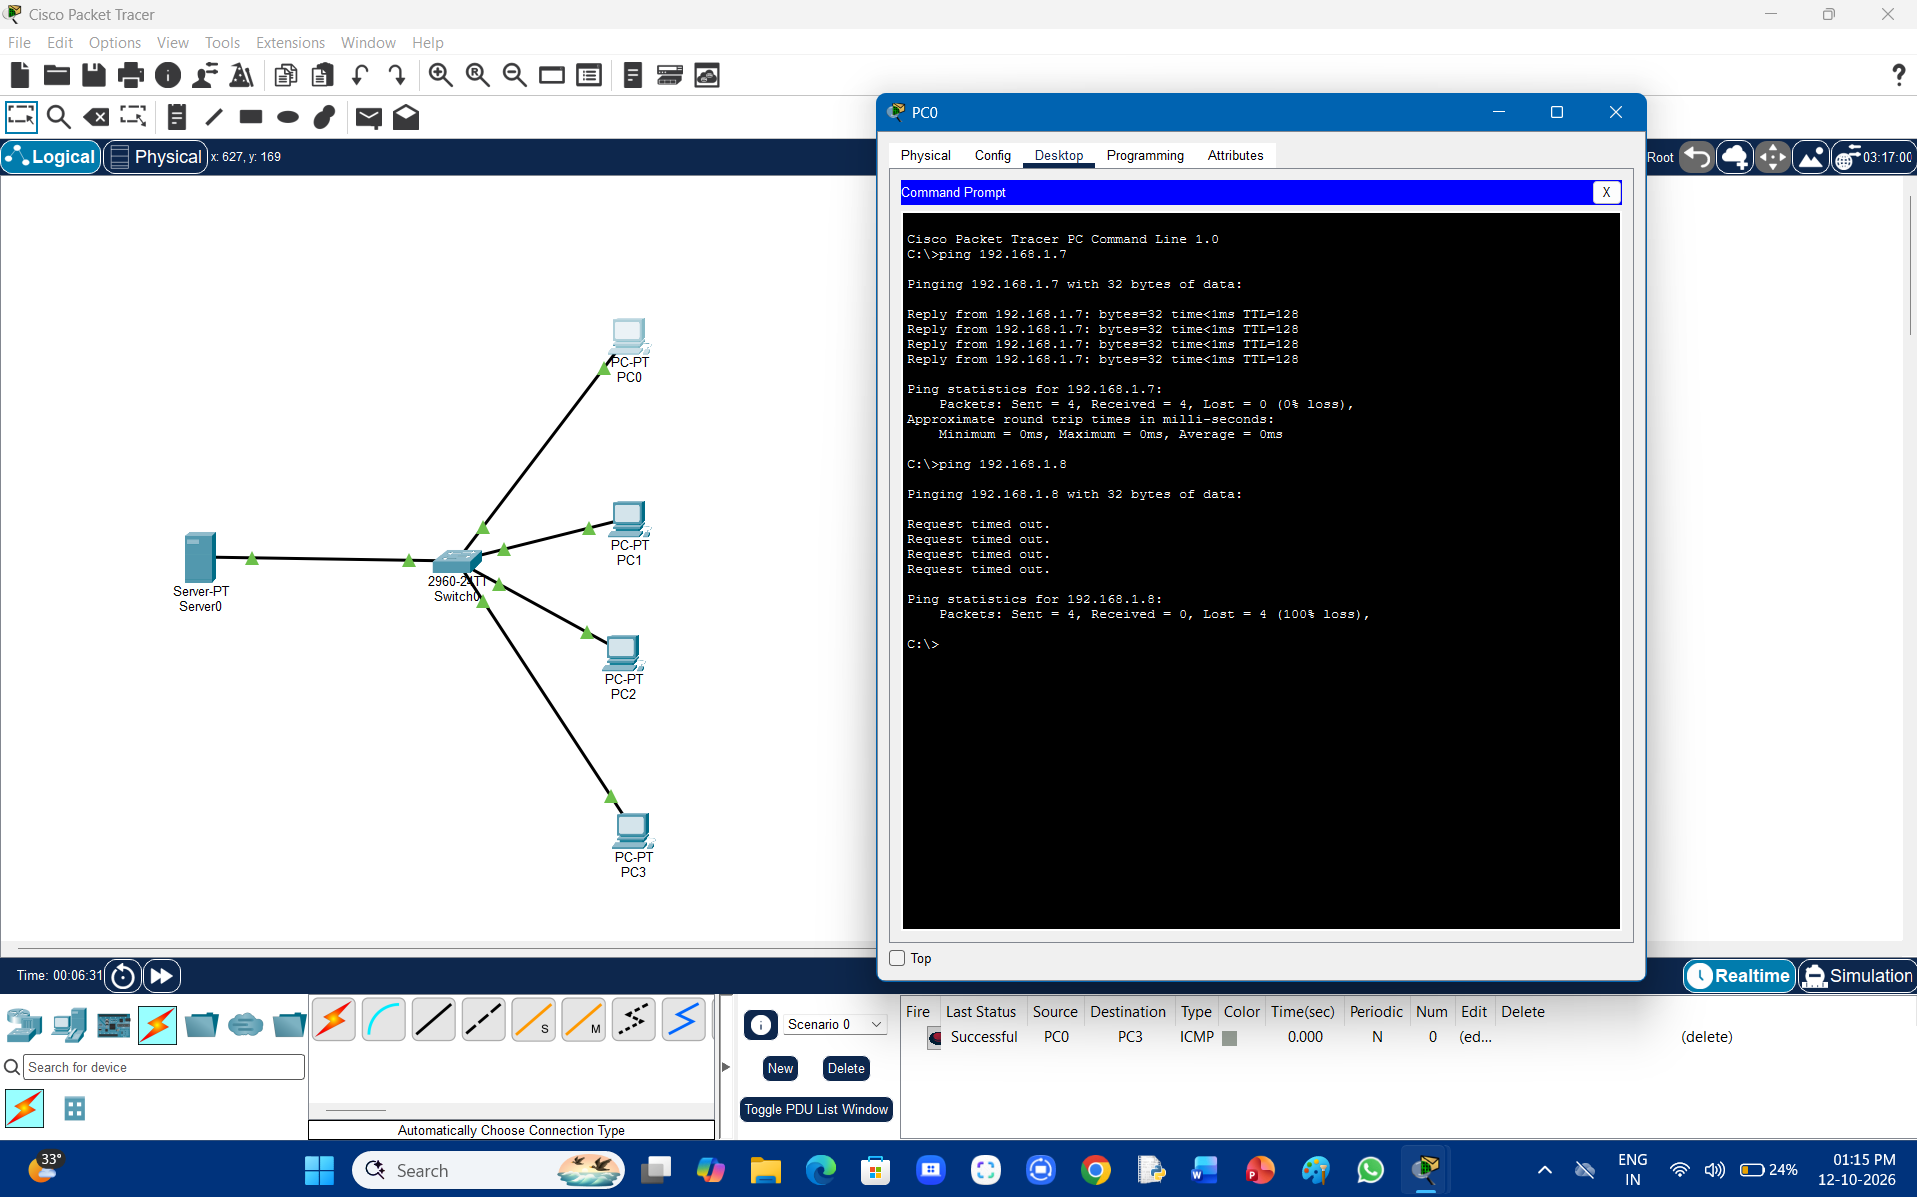 Cisco Packet Tracer
File Edit Options View Tools Extensions Window Help
Logical Physical x: 627, y: 169
Root 03:17:00
PC-PT
PC0
PC-PT
PC1
Server-PT
Server0
2960-24TT
Switch0
PC-PT
PC2
PC-PT
PC3
PC0
Physical Config Desktop Programming Attributes
Command Prompt X
Cisco Packet Tracer PC Command Line 1.0
C:\>ping 192.168.1.7
Pinging 192.168.1.7 with 32 bytes of data:
Reply from 192.168.1.7: bytes=32 time<1ms TTL=128
Reply from 192.168.1.7: bytes=32 time<1ms TTL=128
Reply from 192.168.1.7: bytes=32 time<1ms TTL=128
Reply from 192.168.1.7: bytes=32 time<1ms TTL=128
Ping statistics for 192.168.1.7:
Packets: Sent = 4, Received = 4, Lost = 0 (0% loss),
Approximate round trip times in milli-seconds:
Minimum = 0ms, Maximum = 0ms, Average = 0ms
C:\>ping 192.168.1.8
Pinging 192.168.1.8 with 32 bytes of data:
Request timed out.
Request timed out.
Request timed out.
Request timed out.
Ping statistics for 192.168.1.8:
Packets: Sent = 4, Received = 0, Lost = 4 (100% loss),
C:\>
Top
Time: 00:06:31
Realtime Simulation
S M
Search for device
Automatically Choose Connection Type
Scenario 0
New Delete
Toggle PDU List Window
Fire Last Status Source Destination Type Color Time(sec) Periodic Num Edit Delete
Successful PC0 PC3 ICMP 0.000 N 0 (ed... (delete)
33°
Search
ENG
IN
24%
01:15 PM
12-10-2026